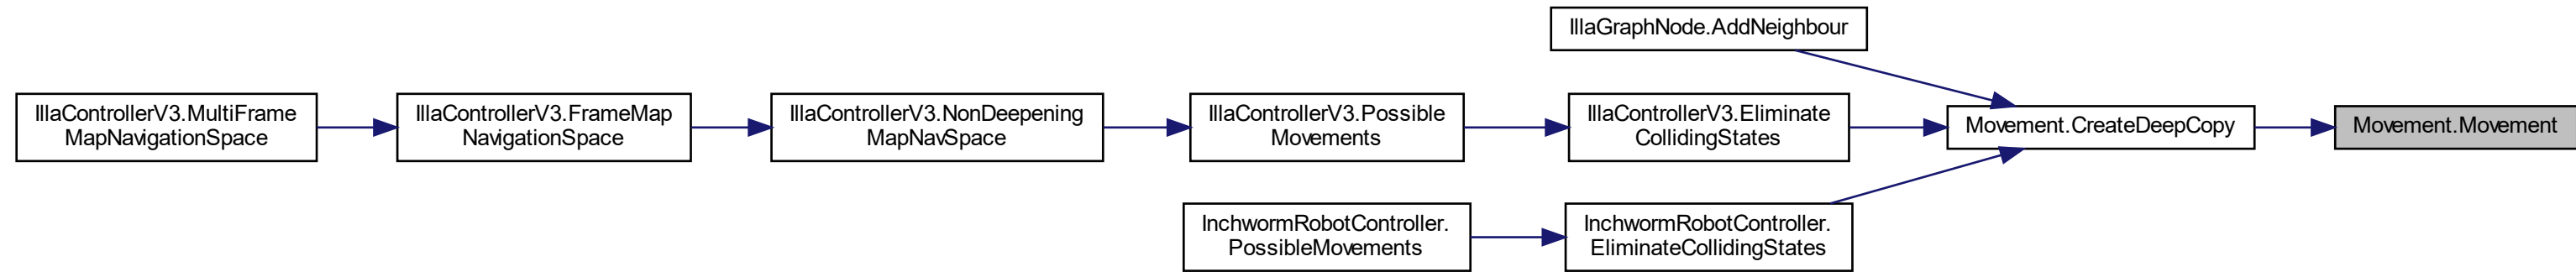 IllaGraphNode.AddNeighbour
IllaControllerV3.MultiFrame
MapNavigationSpace
IllaControllerV3.FrameMap
NavigationSpace
IllaControllerV3.NonDeepening
MapNavSpace
IllaControllerV3.Possible
Movements
IllaControllerV3.Eliminate
CollidingStates
Movement.CreateDeepCopy
Movement.Movement
InchwormRobotController.
PossibleMovements
InchwormRobotController.
EliminateCollidingStates